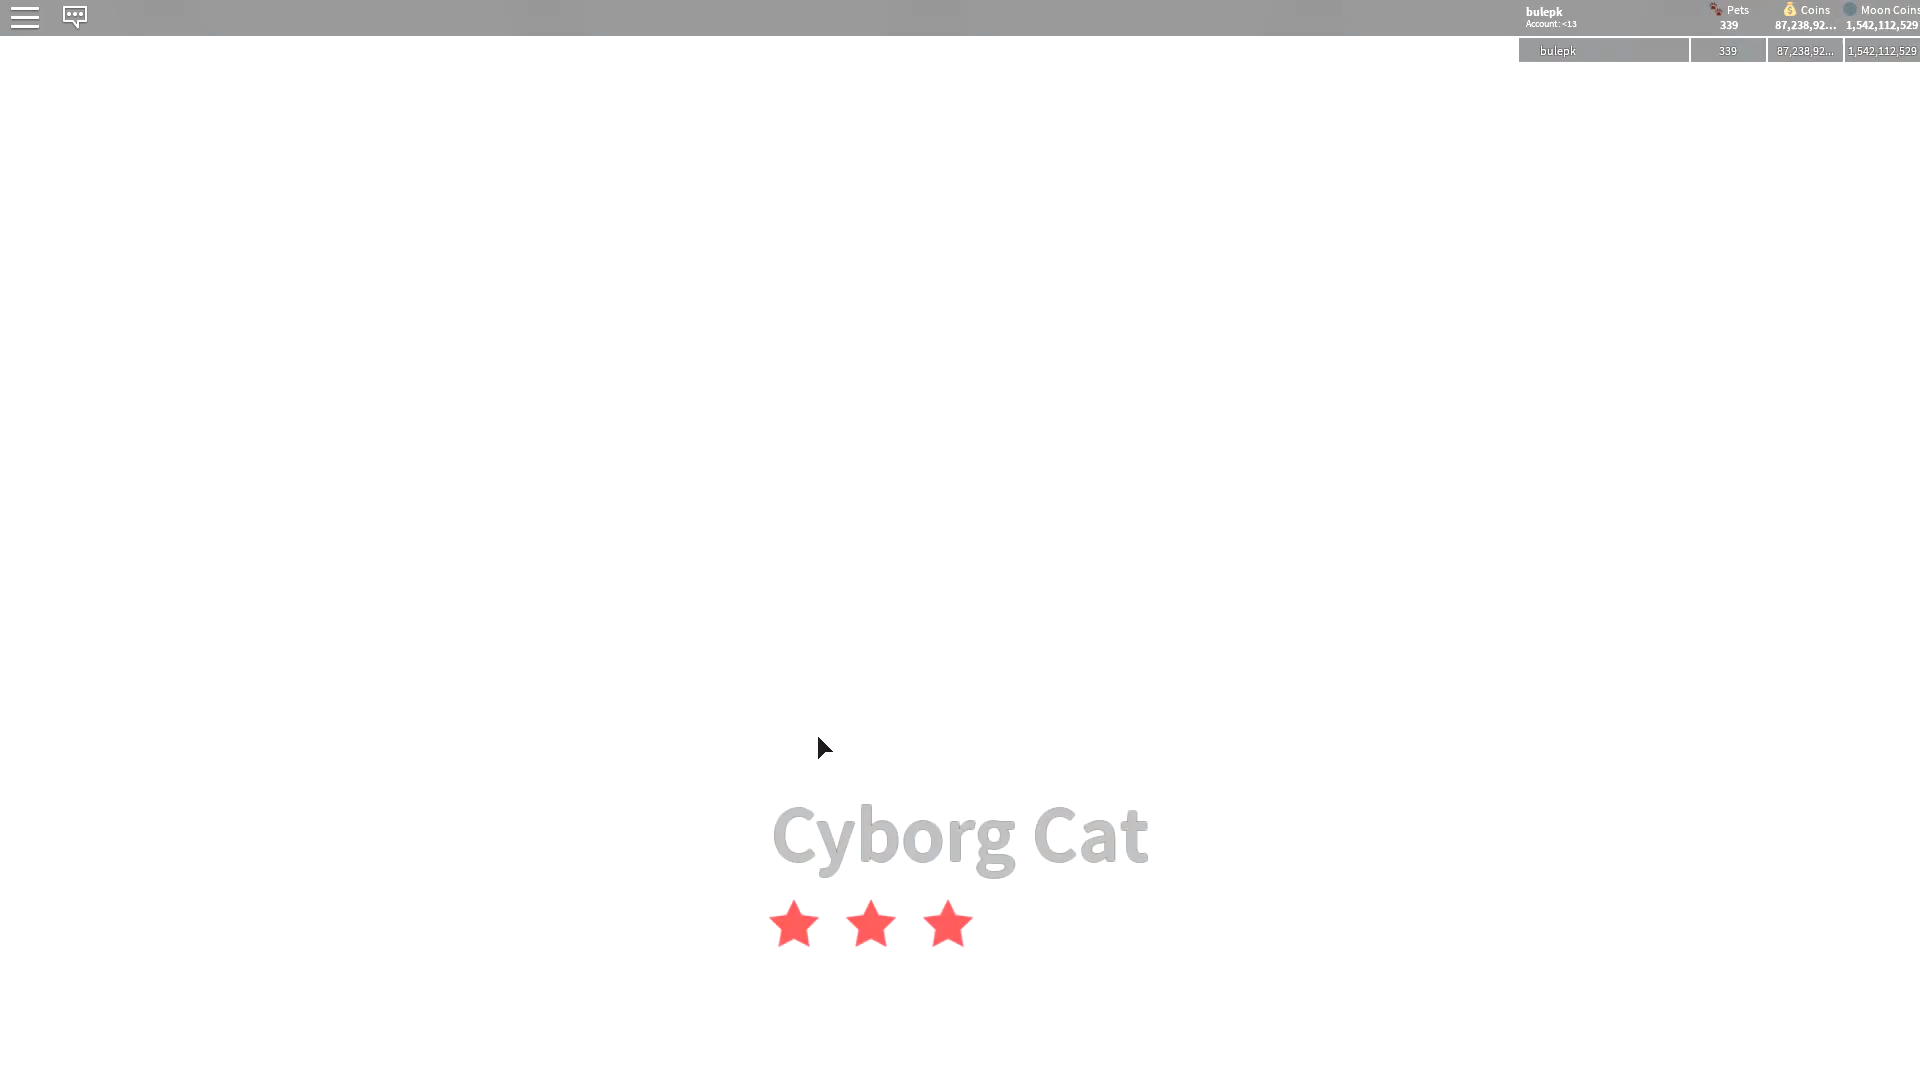 bulepk
Account: <13
Pets
339
Coins
87,238,92...
Moon Coins
1,542,112,529
bulepk 339 87,238,92... 1,542,112,529
Cyborg Cat